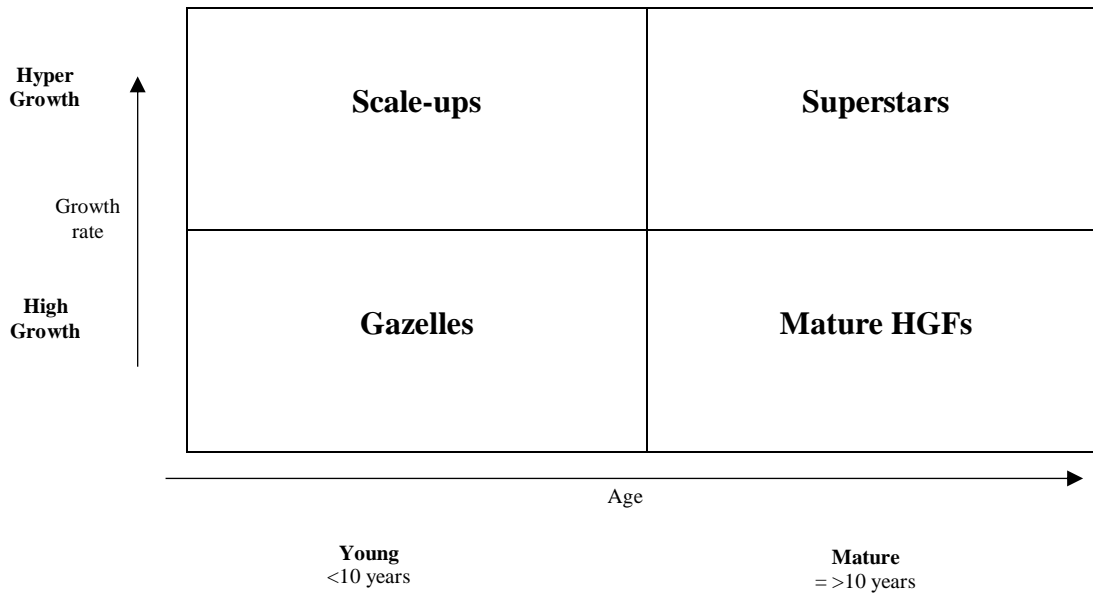 Hyper
Growth
Scale-ups
Superstars
Growth
rate
High
Growth
Gazelles
Mature HGFs
Age
Young
<10 years
Mature
= >10 years